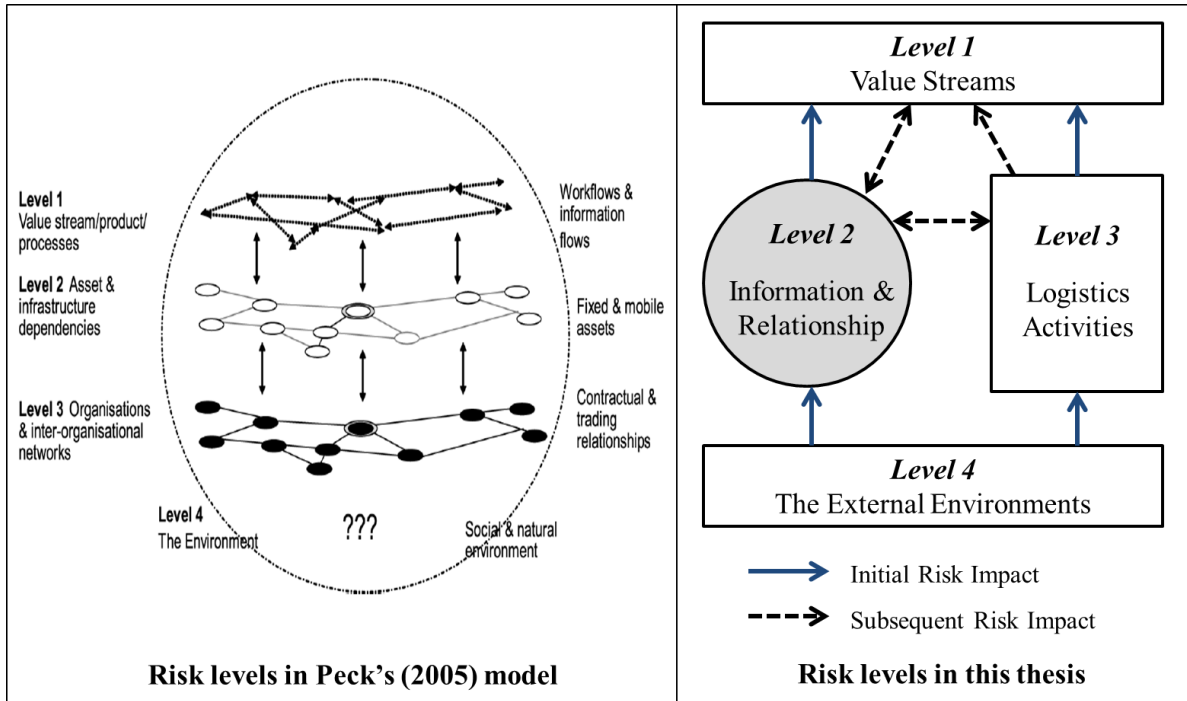 Level 1
Value stream/product/
processes
Workflows &
information
flows
Level 2 Asset &
infrastructure
dependencies
Fixed & mobile
assets
Level 3 Organisations
& inter-organisational
networks
Contractual &
trading
relationships
Level 4
The Environment
???
Social & natural
environment
Risk levels in Peck's (2005) model
Level 1
Value Streams
Level 2
Information &
Relationship
Level 3
Logistics
Activities
Level 4
The External Environments
Initial Risk Impact
Subsequent Risk Impact
Risk levels in this thesis